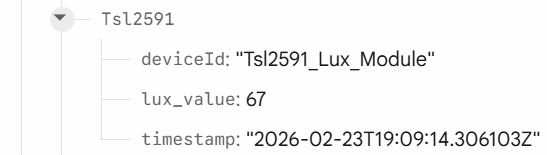 Tsl2591
deviceId: "Tsl2591_Lux_Module"
lux_value: 67
timestamp: "2026-02-23T19:09:14.306103Z"